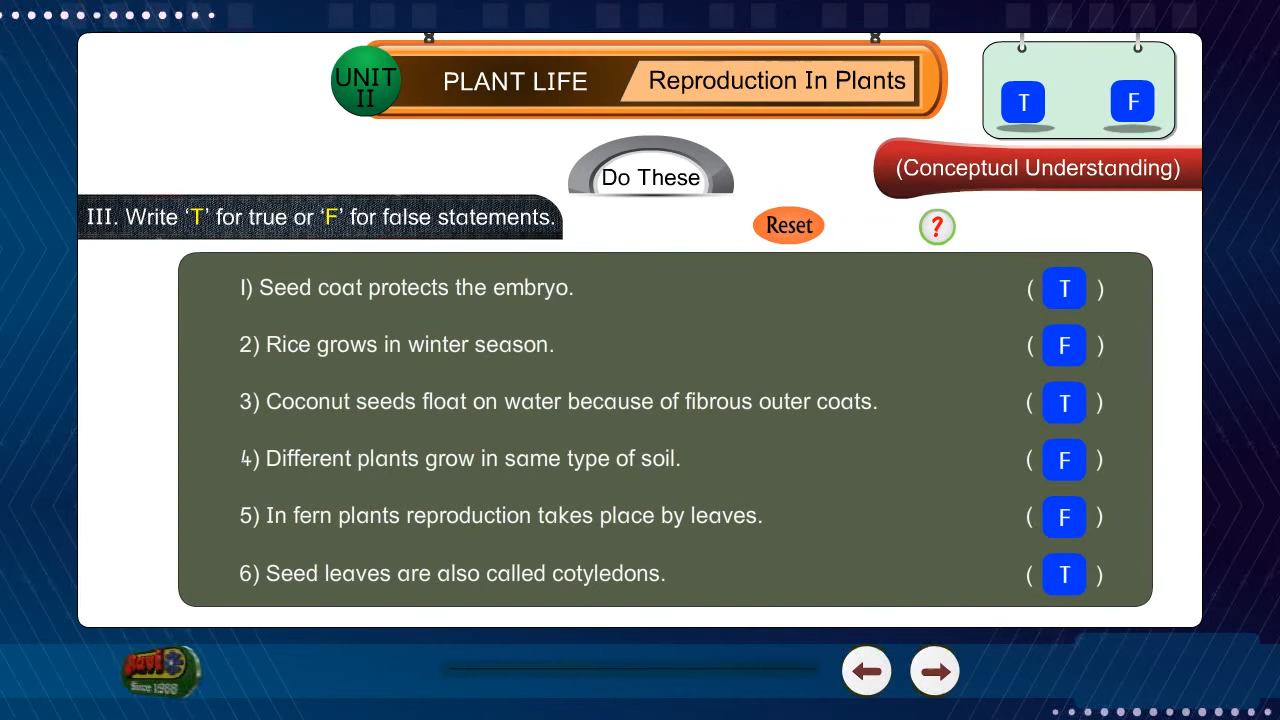 UNIT
II
PLANT LIFE
Reproduction In Plants
T
F
(Conceptual Understanding)
Do These
III. Write ‘T’ for true or ‘F’ for false statements.
Reset
?
1) Seed coat protects the embryo. ( T )
2) Rice grows in winter season. ( F )
3) Coconut seeds float on water because of fibrous outer coats. ( T )
4) Different plants grow in same type of soil. ( F )
5) In fern plants reproduction takes place by leaves. ( F )
6) Seed leaves are also called cotyledons. ( T )
Since 1988